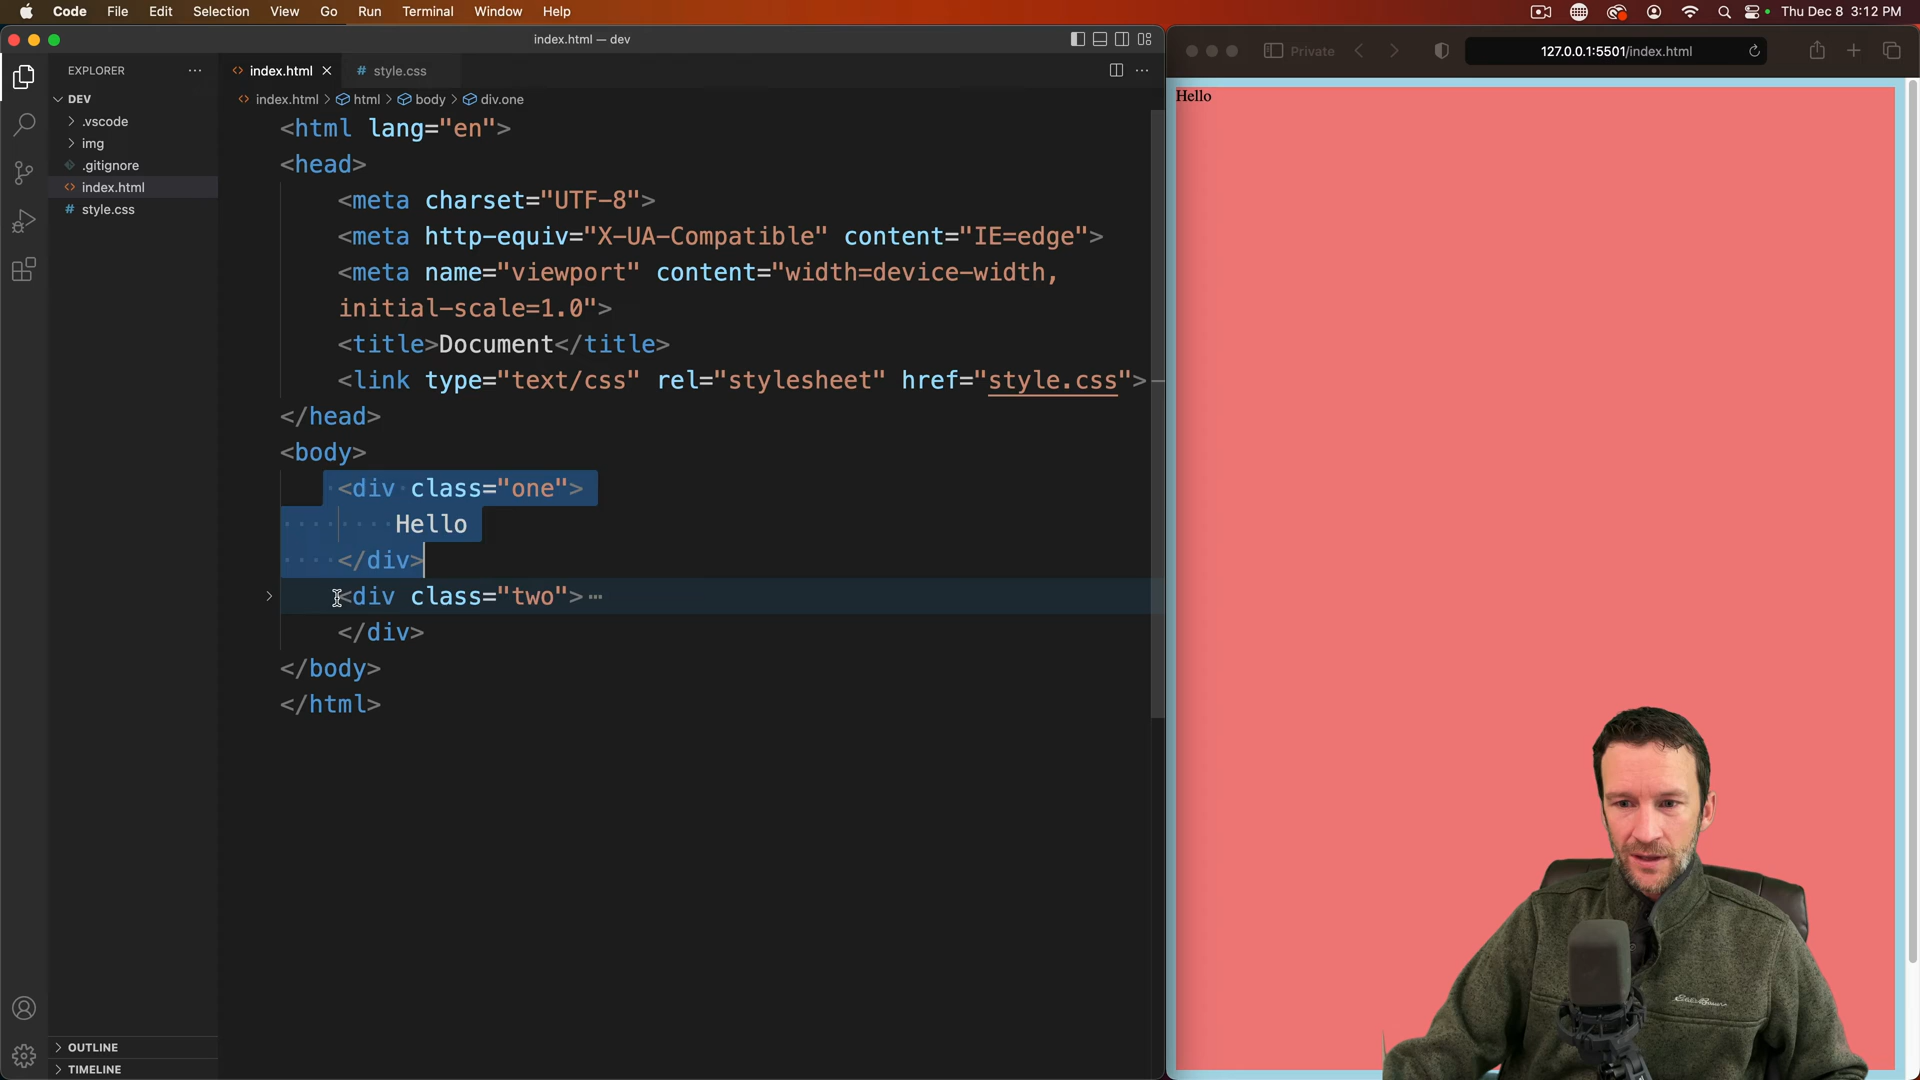 Code File Edit Selection View Go Run Terminal Window Help
Thu Dec 8 3:12 PM
index.html — dev
EXPLORER
DEV
.vscode
img
.gitignore
index.html
style.css
OUTLINE
TIMELINE
index.html
style.css
index.html > html > body > div.one
<html lang="en">
<head>
<meta charset="UTF-8">
<meta http-equiv="X-UA-Compatible" content="IE=edge">
<meta name="viewport" content="width=device-width,
initial-scale=1.0">
<title>Document</title>
<link type="text/css" rel="stylesheet" href="style.css">
</head>
<body>
<div class="one">
Hello
</div>
<div class="two">
</div>
</body>
</html>
Private
127.0.0.1:5501/index.html
Hello